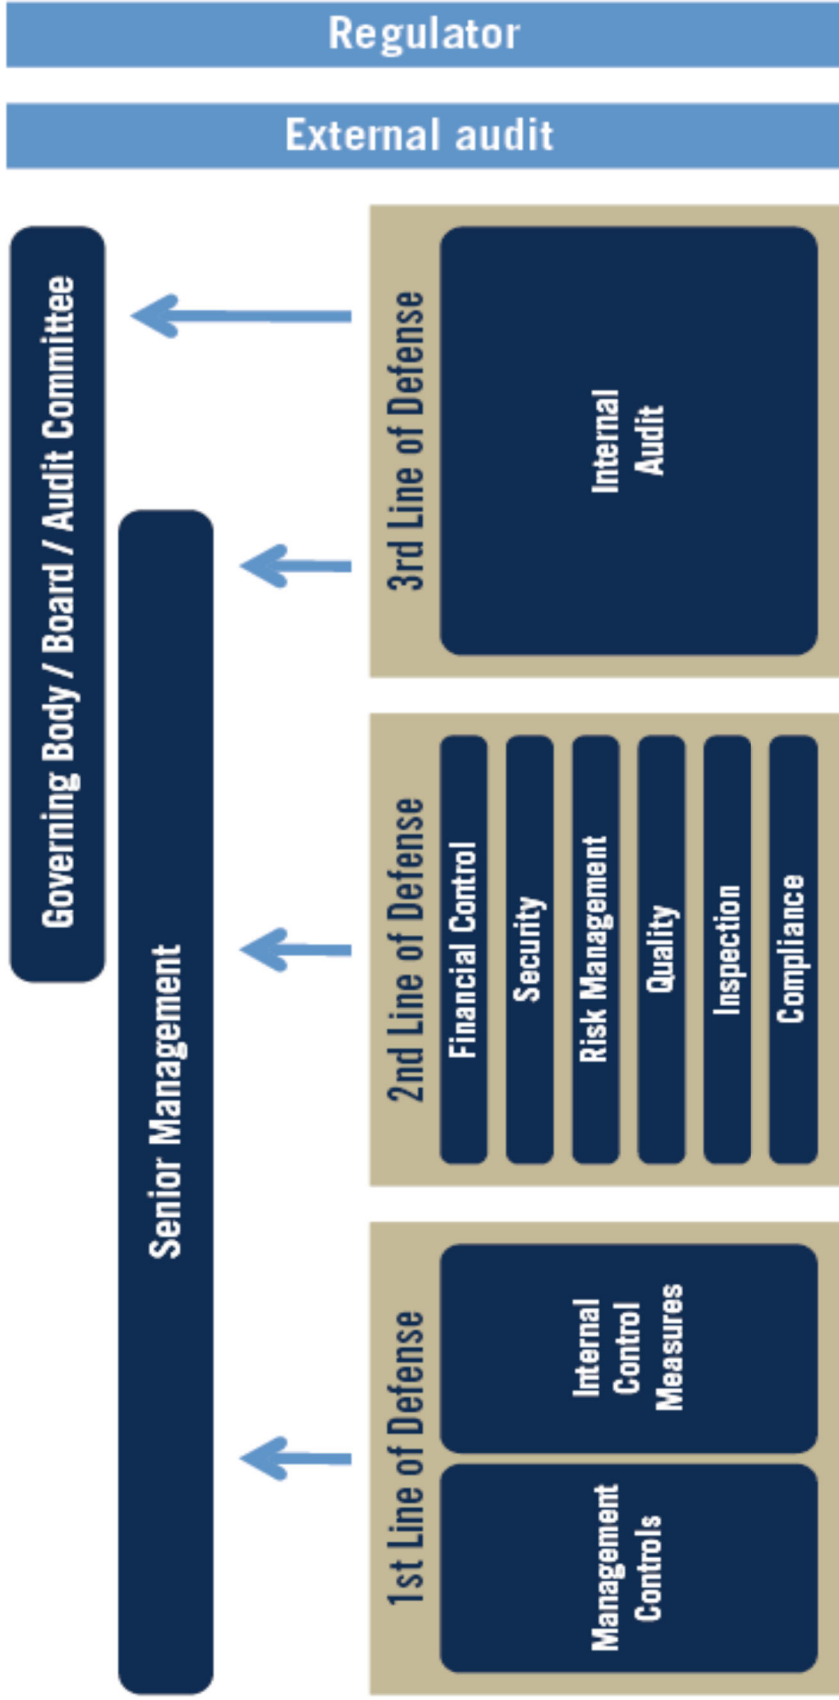 Governing Body / Board / Audit Committee
Senior Management
1st Line of Defense
Management
Controls
Internal
Control
Measures
2nd Line of Defense
Financial Control
Security
Risk Management
Quality
Inspection
Compliance
3rd Line of Defense
Internal
Audit
External audit
Regulator